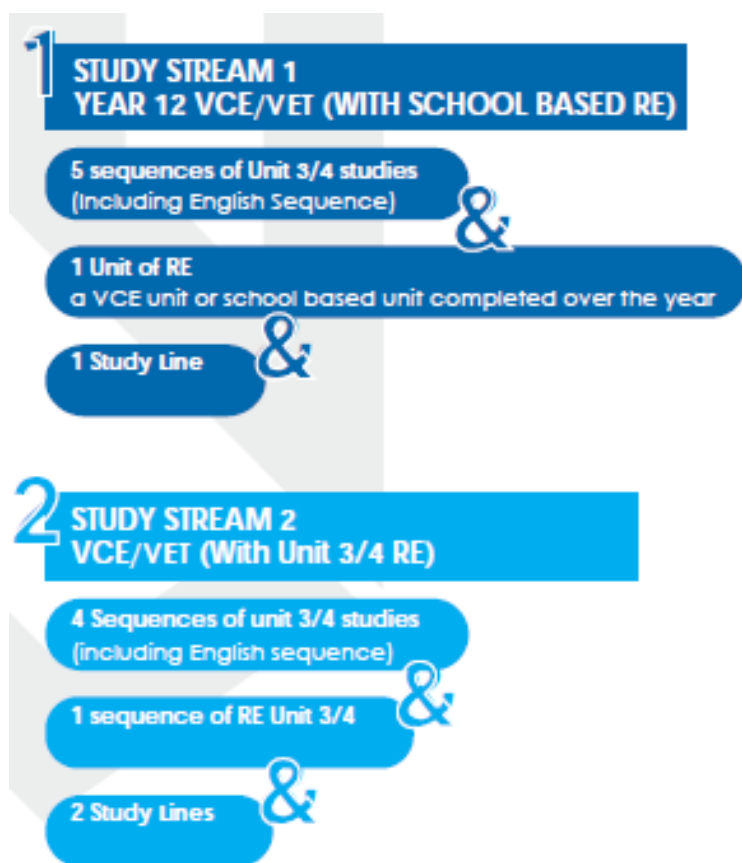 1
STUDY STREAM 1
YEAR 12 VCE/VET (WITH SCHOOL BASED RE)
5 sequences of Unit 3/4 studies
(Including English Sequence)
&
1 Unit of RE
a VCE unit or school based unit completed over the year
&
1 Study Line
2
STUDY STREAM 2
VCE/VET (With Unit 3/4 RE)
4 Sequences of unit 3/4 studies
(including English sequence)
&
1 sequence of RE Unit 3/4
&
2 Study Lines